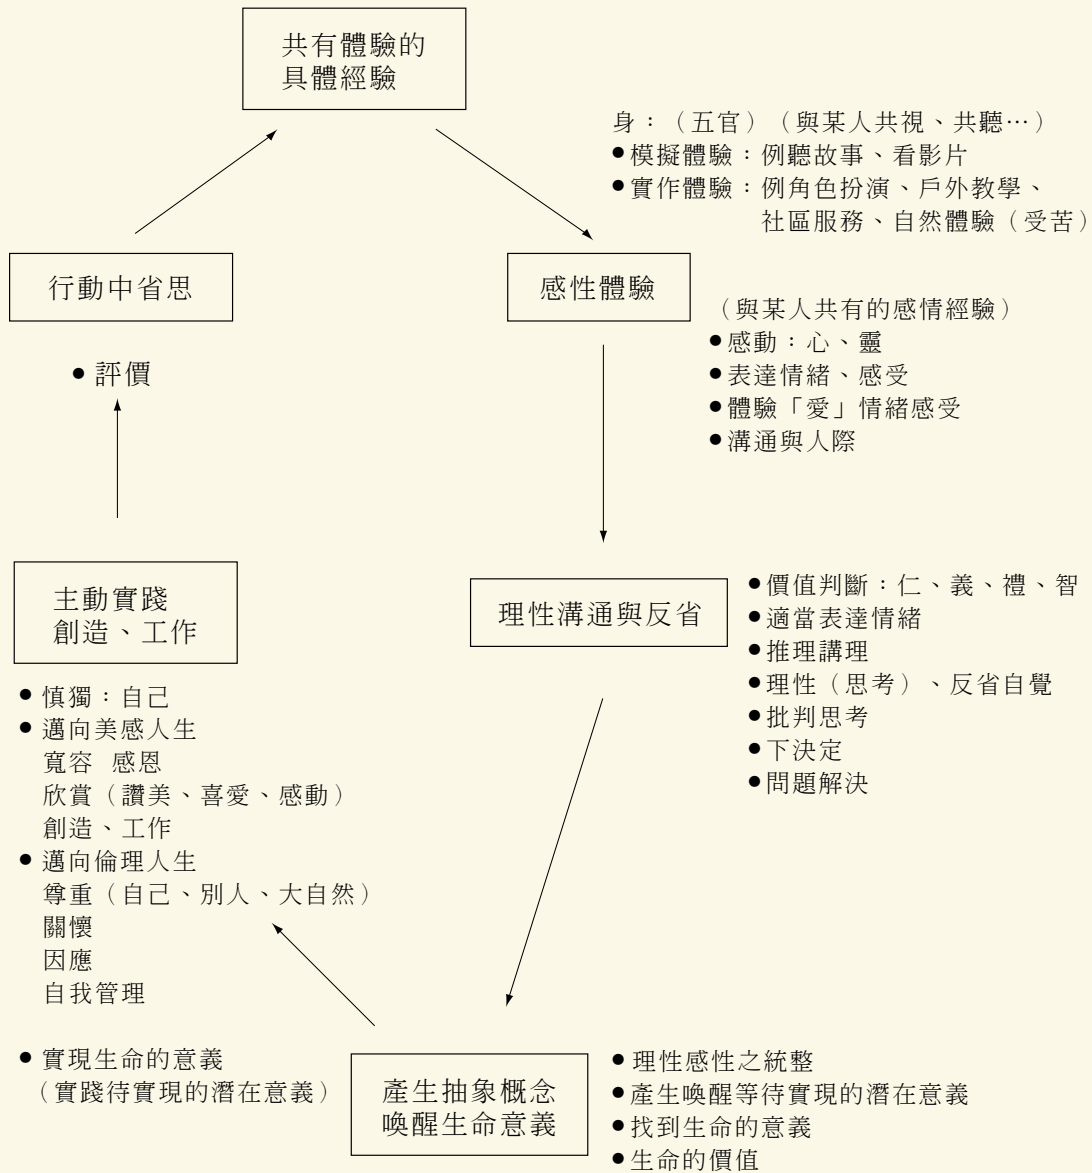 共有體驗的
具體經驗
身：（五官）（與某人共視、共聽…）
●模擬體驗：例聽故事、看影片
●實作體驗：例角色扮演、戶外教學、
社區服務、自然體驗（受苦）
行動中省思
感性體驗
（與某人共有的感情經驗）
●感動：心、靈
●表達情緒、感受
●體驗「愛」情緒感受
●溝通與人際
●評價
主動實踐
創造、工作
理性溝通與反省
●價值判斷：仁、義、禮、智
●適當表達情緒
●推理講理
●理性（思考）、反省自覺
●批判思考
●下決定
●問題解決
●慎獨：自己
●邁向美感人生
寬容 感恩
欣賞（讚美、喜愛、感動）
創造、工作
●邁向倫理人生
尊重（自己、別人、大自然）
關懷
因應
自我管理
●實現生命的意義
（實踐待實現的潛在意義）
產生抽象概念
喚醒生命意義
●理性感性之統整
●產生喚醒等待實現的潛在意義
●找到生命的意義
●生命的價值